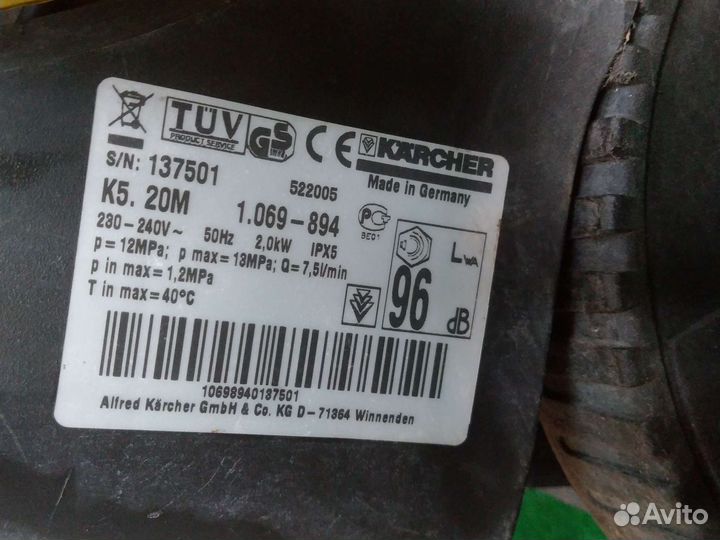 TÜV
PRODUCT SERVICE
GS
CE
KÄRCHER
Made in Germany
S/N: 137501
522005
K5. 20M
1.069-894
230-240V~ 50Hz 2,0kW IPX5
p=12MPa; p max=13MPa; Q=7,5l/min
p in max=1,2MPa
T in max=40°C
PC
BE01
LWA
96
dB
10698940137501
Alfred Kärcher GmbH & Co. KG D-71364 Winnenden
Avito